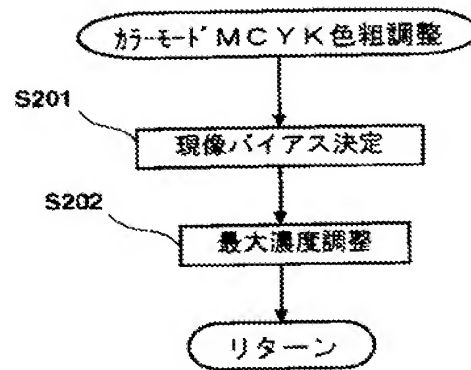 カラーモードMCYK色粗調整
S201
現像バイアス決定
S202
最大濃度調整
リターン